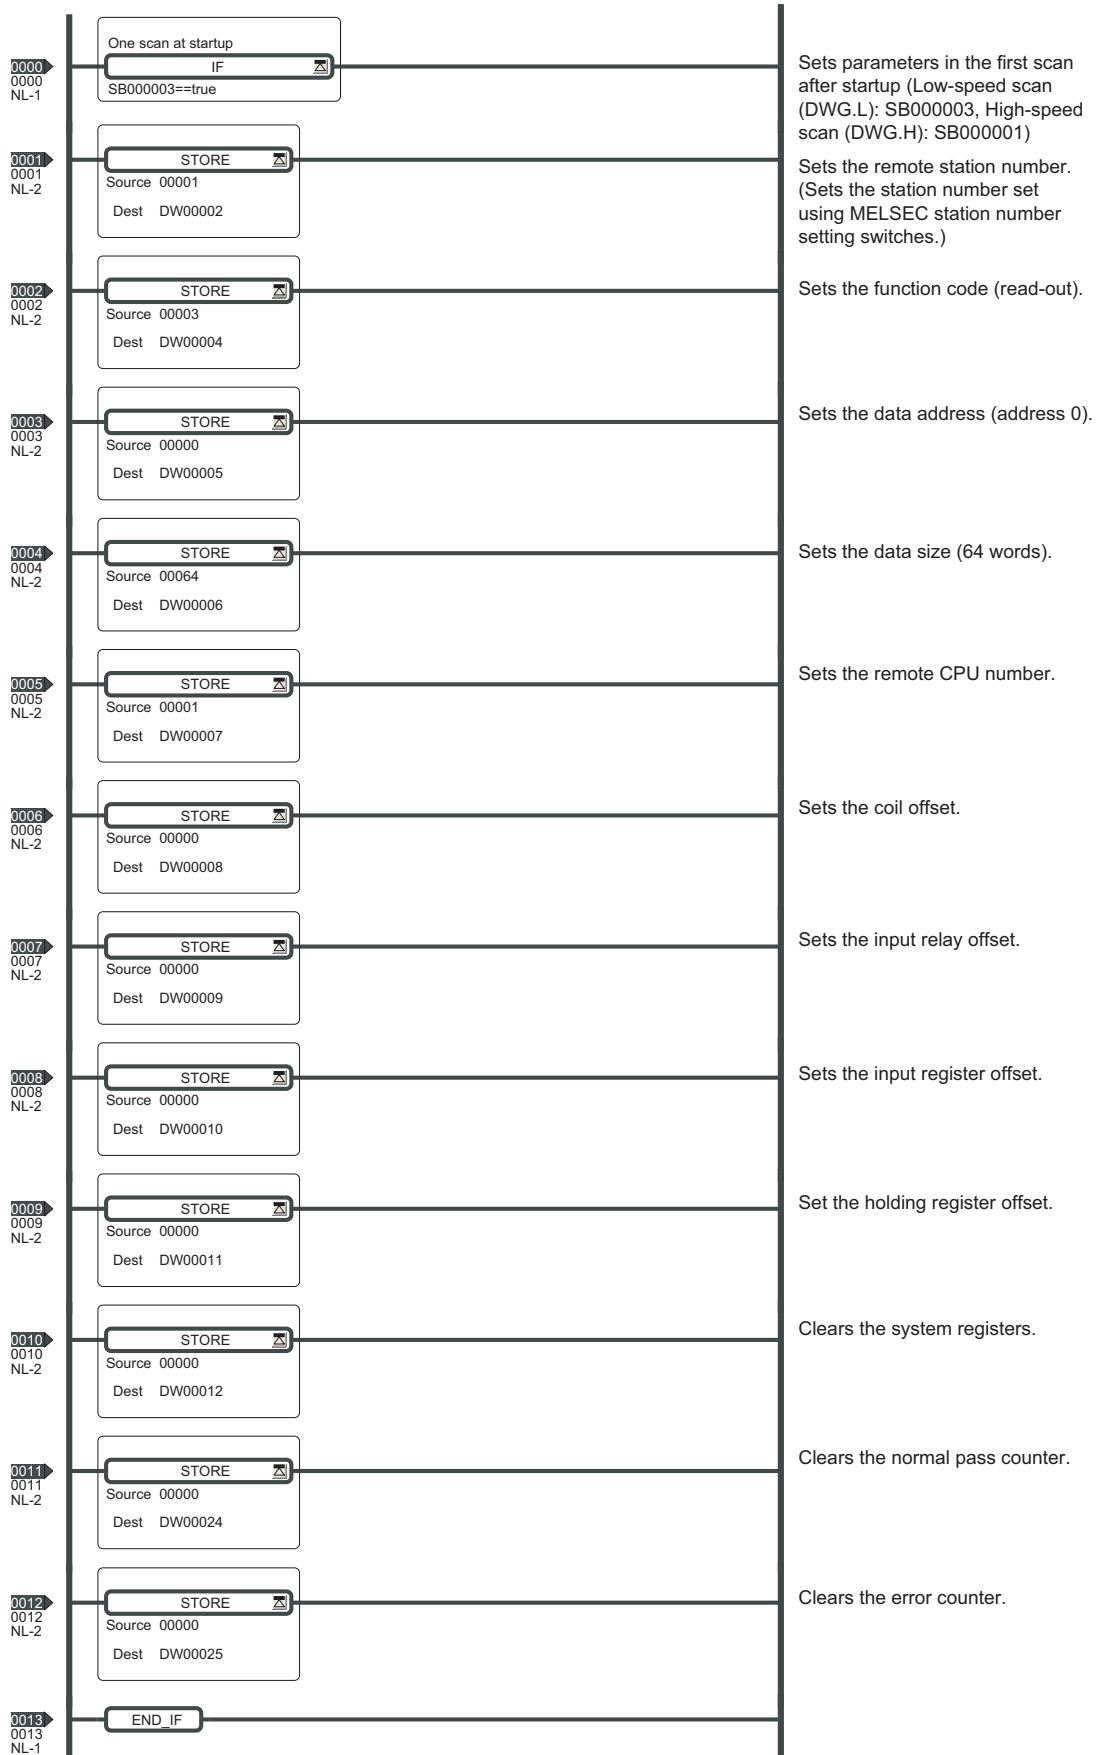 One scan at startup
0000
0000
NL-1
IF
SB000003==true
Sets parameters in the first scan
after startup (Low-speed scan
(DWG.L): SB000003, High-speed
scan (DWG.H): SB000001)
0001
0001
NL-2
STORE
Source 00001
Dest DW00002
Sets the remote station number.
(Sets the station number set
using MELSEC station number
setting switches.)
0002
0002
NL-2
STORE
Source 00003
Dest DW00004
Sets the function code (read-out).
0003
0003
NL-2
STORE
Source 00000
Dest DW00005
Sets the data address (address 0).
0004
0004
NL-2
STORE
Source 00064
Dest DW00006
Sets the data size (64 words).
0005
0005
NL-2
STORE
Source 00001
Dest DW00007
Sets the remote CPU number.
0006
0006
NL-2
STORE
Source 00000
Dest DW00008
Sets the coil offset.
0007
0007
NL-2
STORE
Source 00000
Dest DW00009
Sets the input relay offset.
0008
0008
NL-2
STORE
Source 00000
Dest DW00010
Sets the input register offset.
0009
0009
NL-2
STORE
Source 00000
Dest DW00011
Set the holding register offset.
0010
0010
NL-2
STORE
Source 00000
Dest DW00012
Clears the system registers.
0011
0011
NL-2
STORE
Source 00000
Dest DW00024
Clears the normal pass counter.
0012
0012
NL-2
STORE
Source 00000
Dest DW00025
Clears the error counter.
0013
0013
NL-1
END_IF